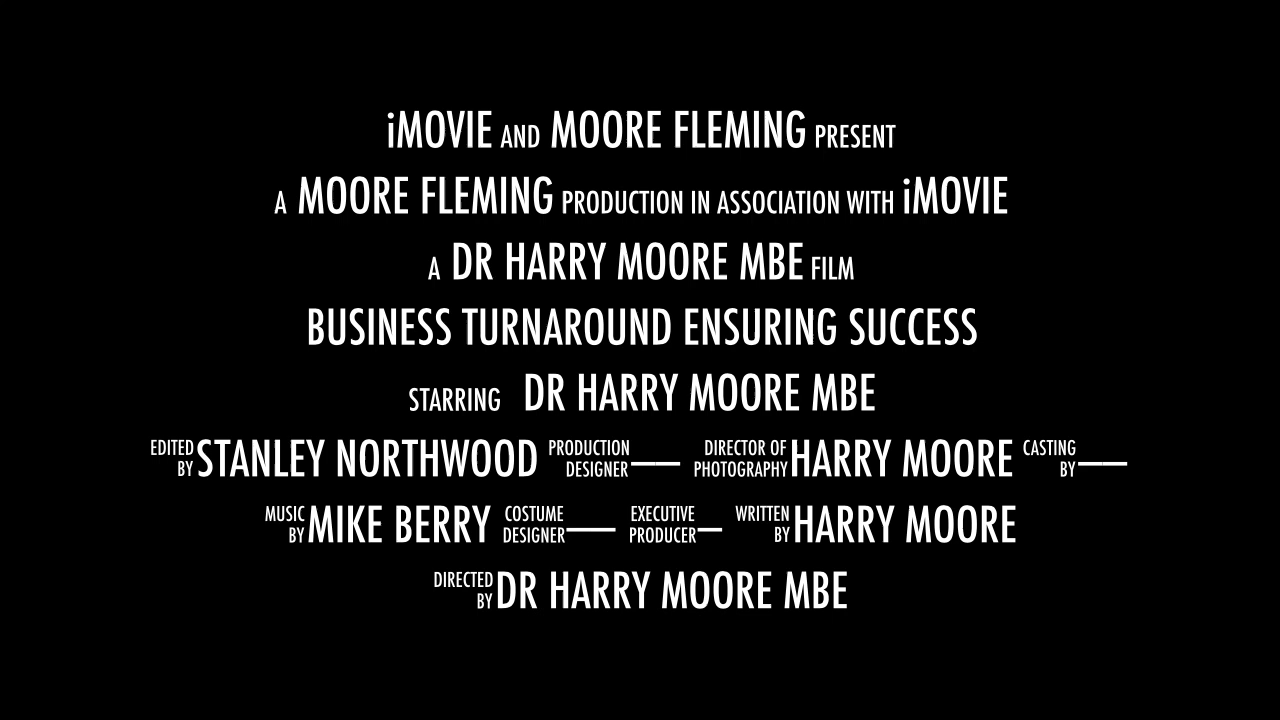 iMOVIE AND MOORE FLEMING PRESENT
A MOORE FLEMING PRODUCTION IN ASSOCIATION WITH iMOVIE
A DR HARRY MOORE MBE FILM
BUSINESS TURNAROUND ENSURING SUCCESS
STARRING DR HARRY MOORE MBE
EDITED BY STANLEY NORTHWOOD PRODUCTION DESIGNER —— DIRECTOR OF PHOTOGRAPHY HARRY MOORE CASTING BY ——
MUSIC BY MIKE BERRY COSTUME DESIGNER —— EXECUTIVE PRODUCER — WRITTEN BY HARRY MOORE
DIRECTED BY DR HARRY MOORE MBE